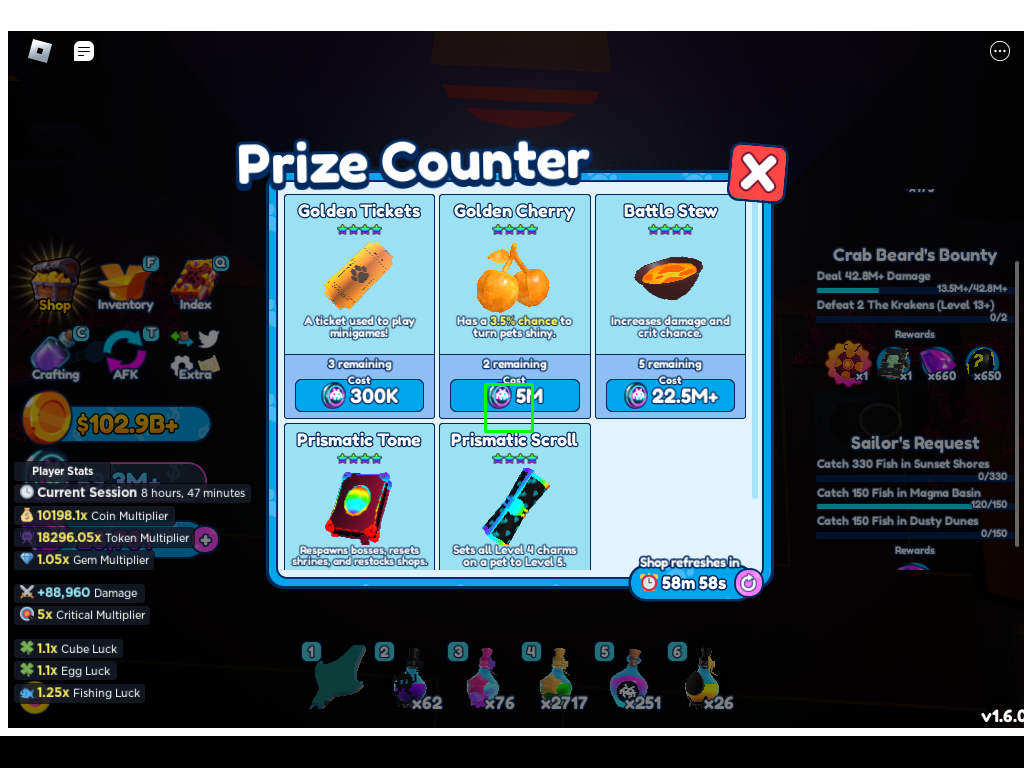 Prize Counter
Golden Tickets
A ticket used to play
minigames!
3 remaining
Cost
300K
Golden Cherry
Has a 3.5% chance to
turn pets shiny.
2 remaining
Cost
5M
Battle Stew
Increases damage and
crit chance.
5 remaining
Cost
22.5M+
Prismatic Tome
Respawns bosses, resets
shrines, and restocks shops.
Prismatic Scroll
Sets all Level 4 charms
on a pet to Level 5.
Shop refreshes in
58m 58s
F
Q
Shop
Inventory
Index
C
T
Crafting
AFK
Extra
$102.9B+
3M+
Player Stats
Current Session 8 hours, 47 minutes
10198.1x Coin Multiplier
18296.05x Token Multiplier
1.05x Gem Multiplier
+88,960 Damage
5x Critical Multiplier
1.1x Cube Luck
1.1x Egg Luck
1.25x Fishing Luck
Crab Beard's Bounty
Deal 42.8M+ Damage
13.5M+/42.8M+
Defeat 2 The Krakens (Level 13+)
0/2
Rewards
x1
x1
x660
x650
Sailor's Request
Catch 330 Fish in Sunset Shores
0/330
Catch 150 Fish in Magma Basin
120/150
Catch 150 Fish in Dusty Dunes
0/150
Rewards
1
2
x62
3
x76
4
x2717
5
x251
6
x26
v1.6.0